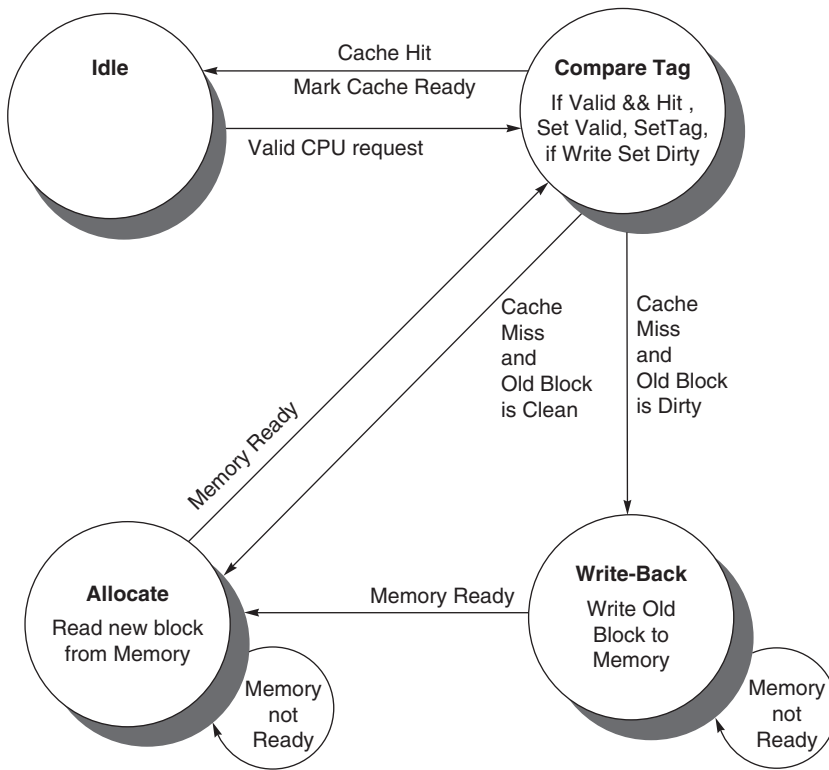 Idle
Cache Hit
Mark Cache Ready
Valid CPU request
Compare Tag
If Valid && Hit ,
Set Valid, SetTag,
if Write Set Dirty
Cache
Miss
and
Old Block
is Clean
Cache
Miss
and
Old Block
is Dirty
Memory Ready
Allocate
Read new block
from Memory
Memory
not
Ready
Memory Ready
Write-Back
Write Old
Block to
Memory
Memory
not
Ready